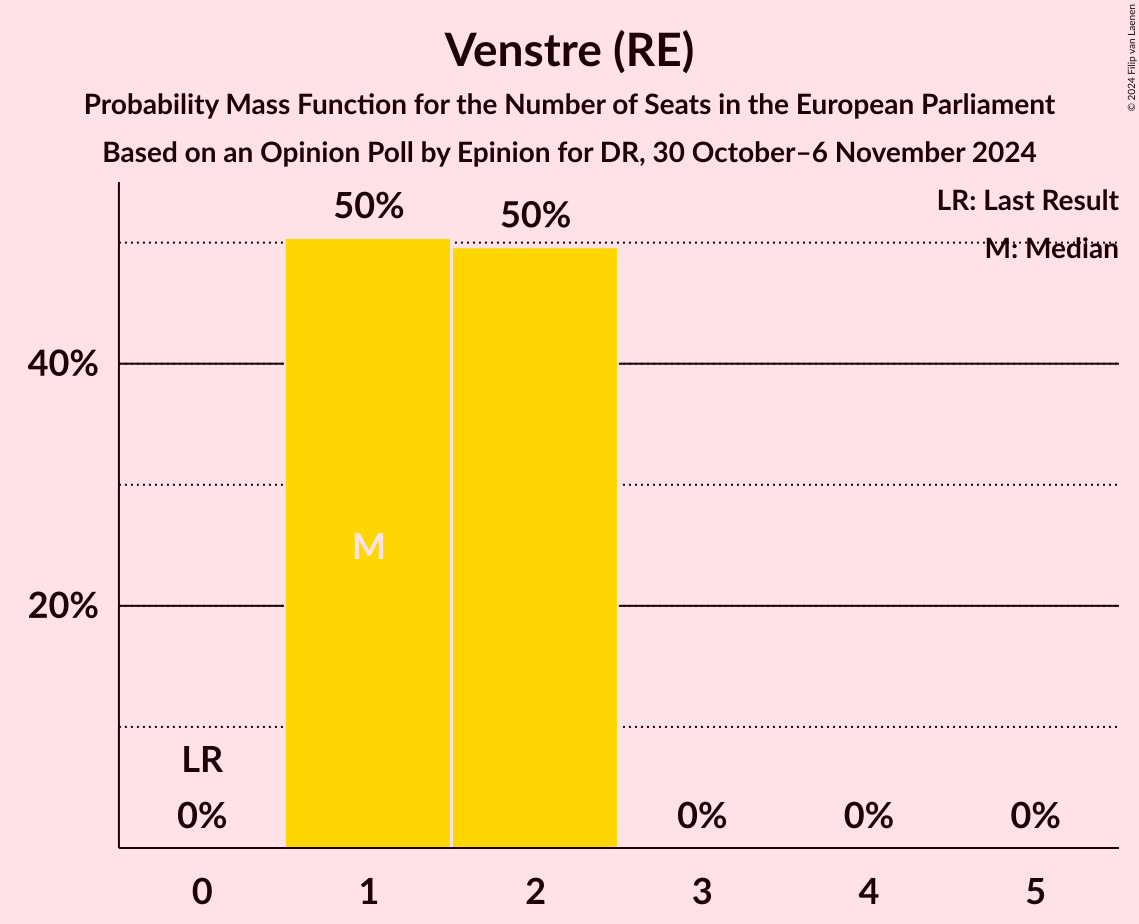 Venstre (RE)
Probability Mass Function for the Number of Seats in the European Parliament
Based on an Opinion Poll by Epinion for DR, 30 October–6 November 2024
© 2024 Filip van Laenen
LR: Last Result
M: Median
50%
50%
40%
M
20%
LR
0%
0%
0%
0%
0
1
2
3
4
5